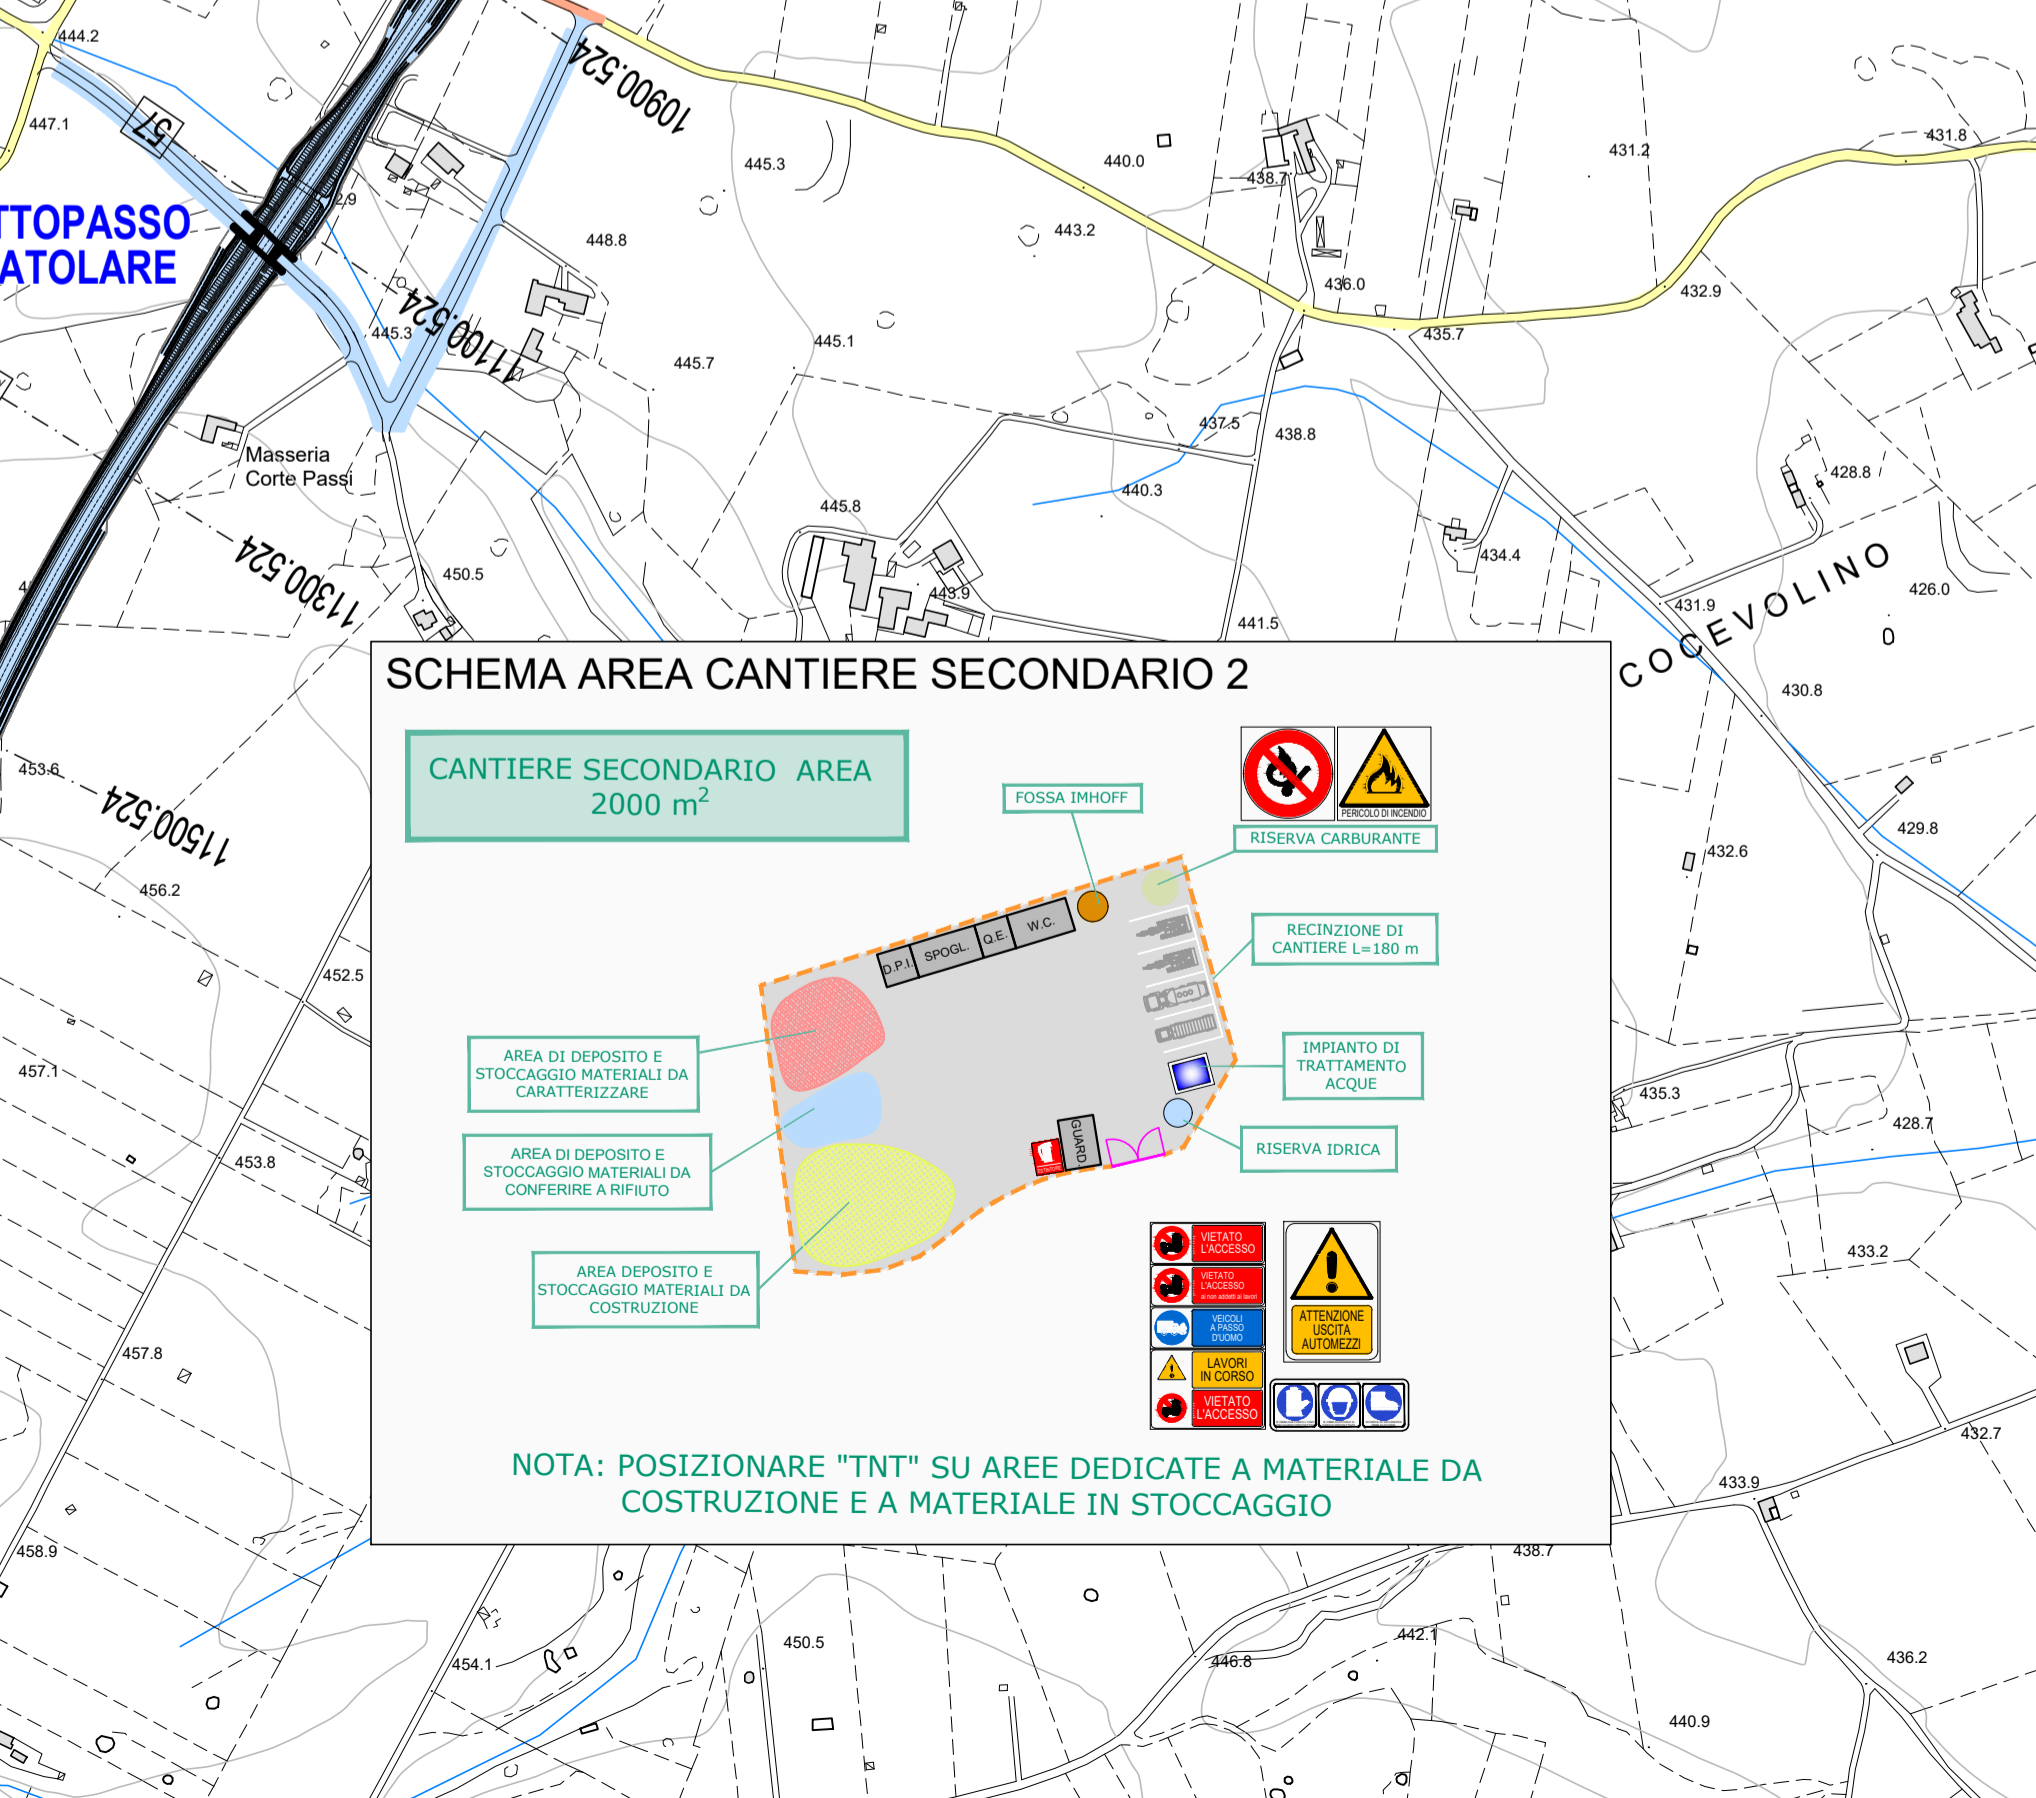 444.2
10900.524
57
447.1
445.3
440.0
438.7
431.2
431.8
TTOPASSO
ATOLARE
448.8
443.2
436.0
432.9
11100.524
445.3
445.1
435.7
445.7
437.5
438.8
Masseria
Corte Passi
428.8
440.3
445.8
434.4
11300.524
450.5
443.9
431.9
426.0
441.5
COCEVOLINO
430.8
SCHEMA AREA CANTIERE SECONDARIO 2
453.6
11500.524
CANTIERE SECONDARIO AREA
2000 m²
FOSSA IMHOFF
PERICOLO DI INCENDIO
RISERVA CARBURANTE
429.8
432.6
456.2
W.C.
Q.E.
SPOGL.
D.P.I.
RECINZIONE DI
CANTIERE L=180 m
452.5
AREA DI DEPOSITO E
STOCCAGGIO MATERIALI DA
CARATTERIZZARE
IMPIANTO DI
TRATTAMENTO
ACQUE
457.1
435.3
428.7
GUARD.
ESTINTORE
RISERVA IDRICA
AREA DI DEPOSITO E
STOCCAGGIO MATERIALI DA
CONFERIRE A RIFIUTO
453.8
VIETATO
L'ACCESSO
433.2
AREA DEPOSITO E
STOCCAGGIO MATERIALI DA
COSTRUZIONE
VIETATO
L'ACCESSO
ai non addetti ai lavori
VEICOLI
A PASSO
D'UOMO
ATTENZIONE
USCITA
AUTOMEZZI
457.8
LAVORI
IN CORSO
VIETATO
L'ACCESSO
432.7
NOTA: POSIZIONARE "TNT" SU AREE DEDICATE A MATERIALE DA
COSTRUZIONE E A MATERIALE IN STOCCAGGIO
433.9
458.9
438.7
450.5
442.1
454.1
446.8
436.2
440.9